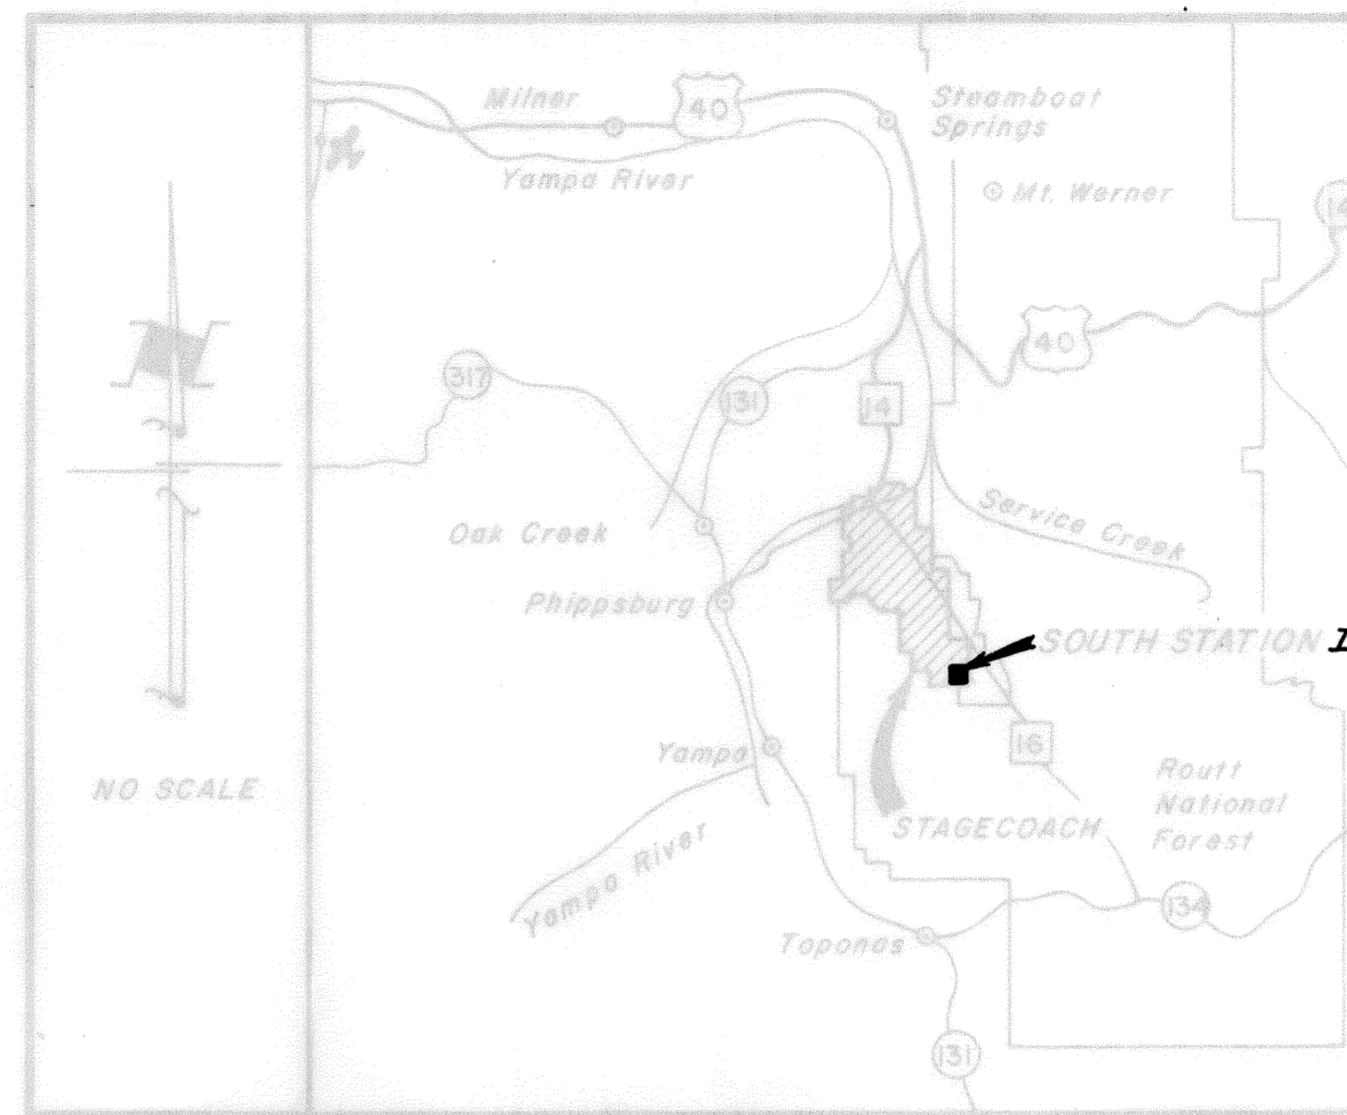 Milner
40
Steamboat
Springs
Yampa River
Mt. Werner
14
40
317
131
14
Oak Creek
Service Creek
Phippsburg
SOUTH STATION I
Yampa
16
NO SCALE
Routt
National
Forest
STAGECOACH
Yampa River
134
Toponas
131